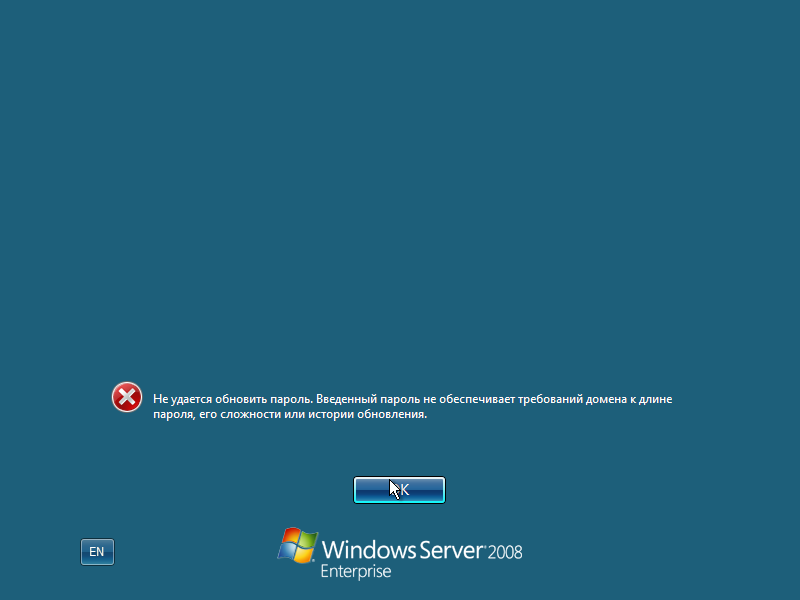 Не удается обновить пароль. Введенный пароль не обеспечивает требований домена к длине
пароля, его сложности или истории обновления.
EN
Windows Server 2008
Enterprise